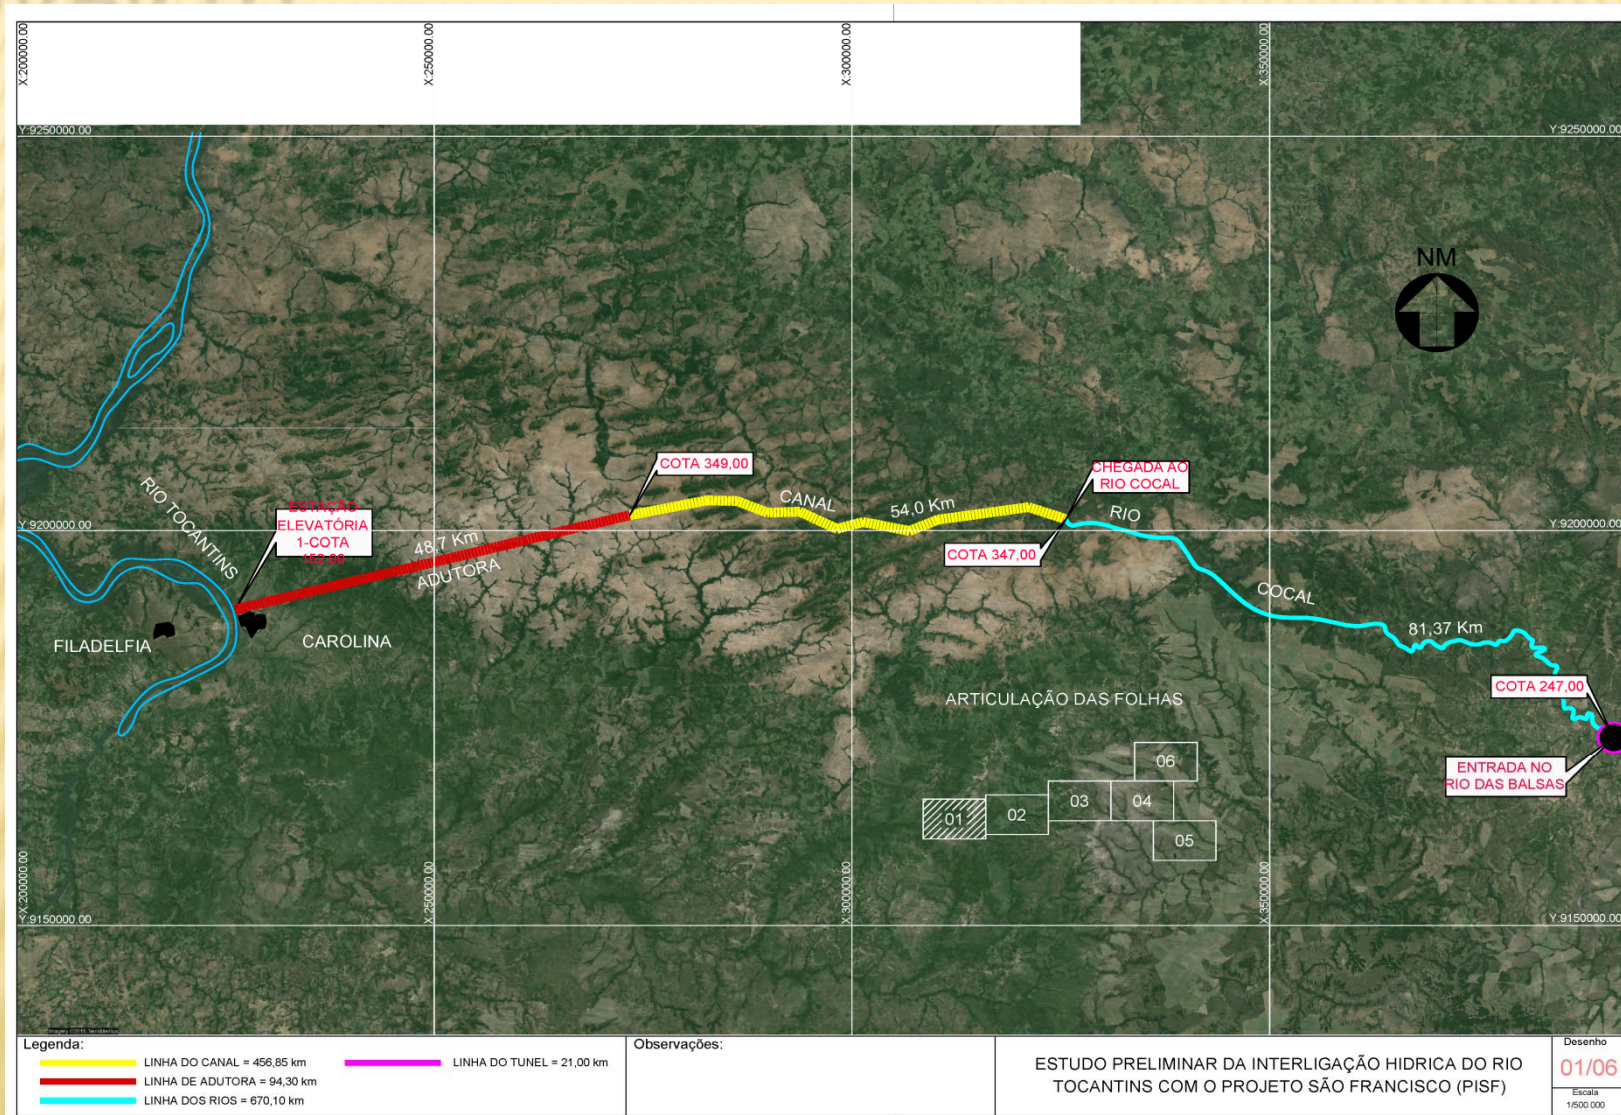 X:200000.00
X:250000.00
X:300000.00
X:350000.00
Y:9250000.00
Y:9250000.00
NM
RIO TOCANTINS
ESTAÇÃO
ELEVATÓRIA
1-COTA
152,00
COTA 349,00
CANAL
54,0 Km
CHEGADA AO
RIO COCAL
RIO
Y:9200000.00
Y:9200000.00
48,7 Km
ADUTORA
COTA 347,00
COCAL
81,37 Km
FILADELFIA
CAROLINA
COTA 247,00
ARTICULAÇÃO DAS FOLHAS
ENTRADA NO
RIO DAS BALSAS
06
03
04
01
02
05
X:200000.00
X:250000.00
X:300000.00
X:350000.00
Y:9150000.00
Y:9150000.00
Legenda:
LINHA DO CANAL = 456,85 km
LINHA DE ADUTORA = 94,30 km
LINHA DOS RIOS = 670,10 km
LINHA DO TUNEL = 21,00 km
Observações:
ESTUDO PRELIMINAR DA INTERLIGAÇÃO HIDRICA DO RIO
TOCANTINS COM O PROJETO SÃO FRANCISCO (PISF)
Desenho
01/06
Escala
1/500.000